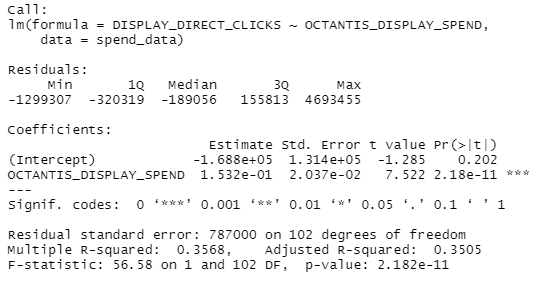 Call:
lm(formula = DISPLAY_DIRECT_CLICKS ~ OCTANTIS_DISPLAY_SPEND,
    data = spend_data)
Residuals:
     Min       1Q   Median       3Q      Max
-1299307  -320319  -189056   155813  4693455
Coefficients:
                         Estimate Std. Error t value Pr(>|t|)
(Intercept)            -1.688e+05  1.314e+05  -1.285    0.202
OCTANTIS_DISPLAY_SPEND  1.532e-01  2.037e-02   7.522 2.18e-11 ***
---
Signif. codes:  0 ‘***’ 0.001 ‘**’ 0.01 ‘*’ 0.05 ‘.’ 0.1 ‘ ’ 1
Residual standard error: 787000 on 102 degrees of freedom
Multiple R-squared:  0.3568,    Adjusted R-squared:  0.3505
F-statistic: 56.58 on 1 and 102 DF,  p-value: 2.182e-11